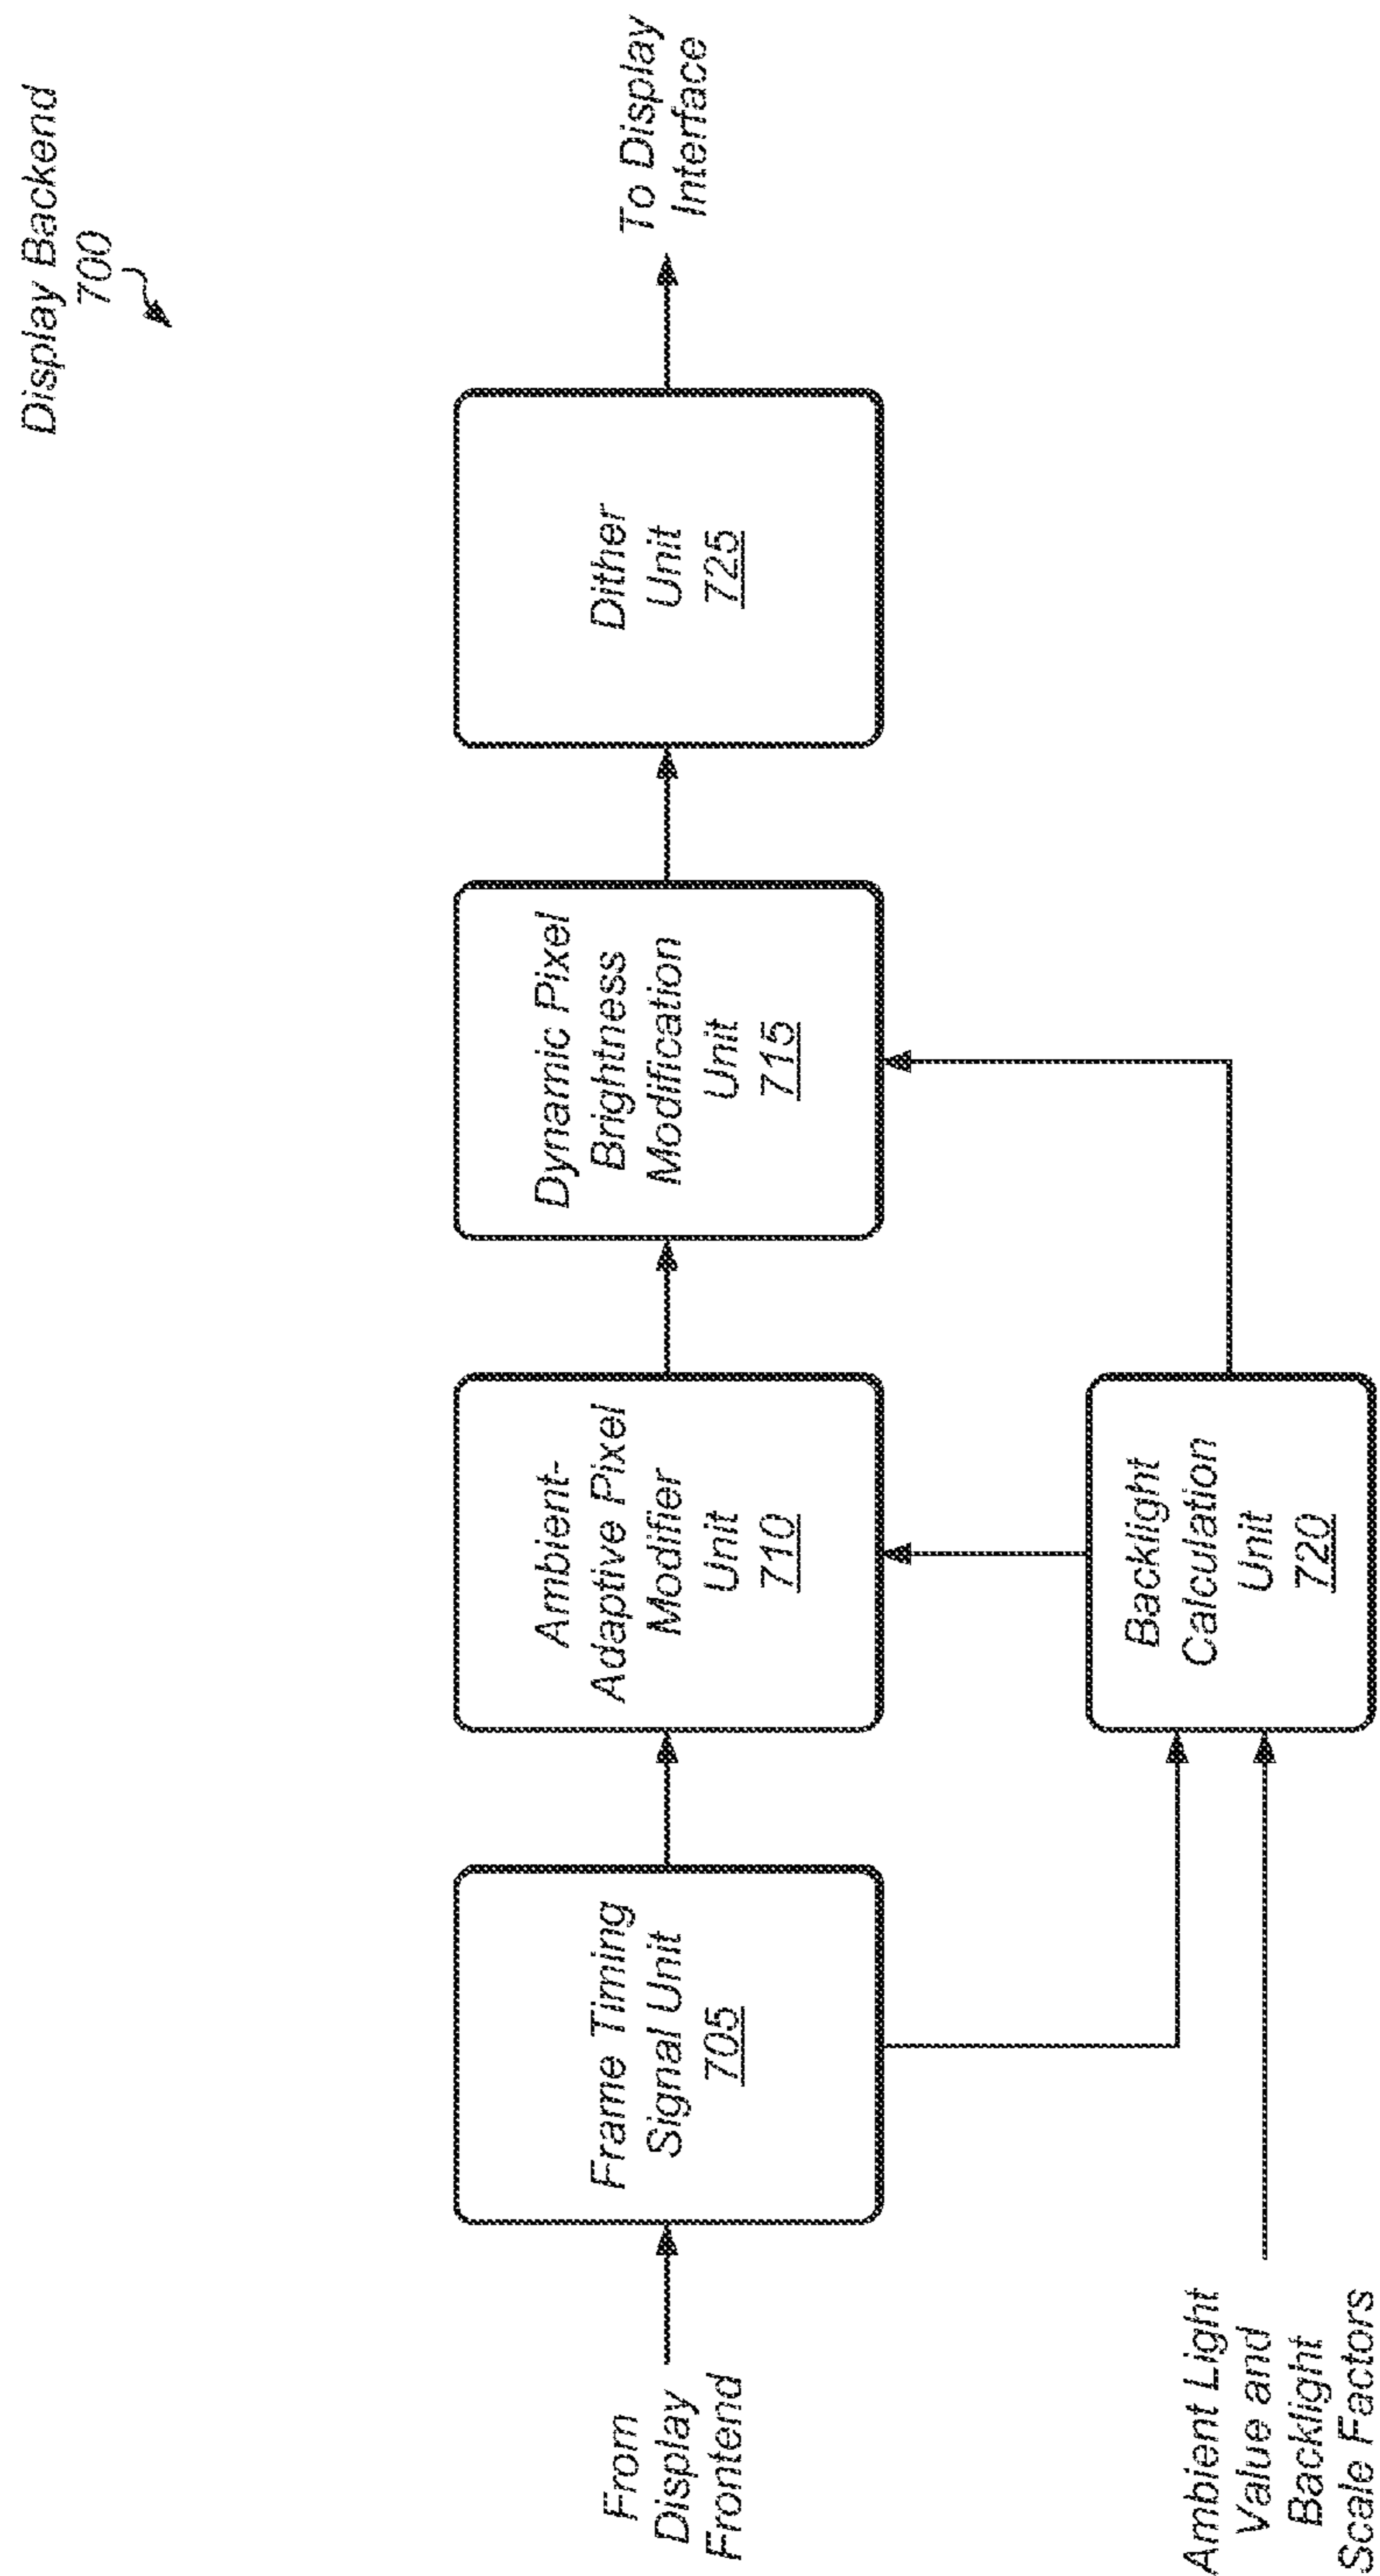 Display Backend
700
From
Display
Frontend
Frame Timing
Signal Unit
705
Ambient-
Adaptive Pixel
Modifier
Unit
710
Dynamic Pixel
Brightness
Modification
Unit
715
Dither
Unit
725
To Display
Interface
Ambient Light
Value and
Backlight
Scale Factors
Backlight
Calculation
Unit
720